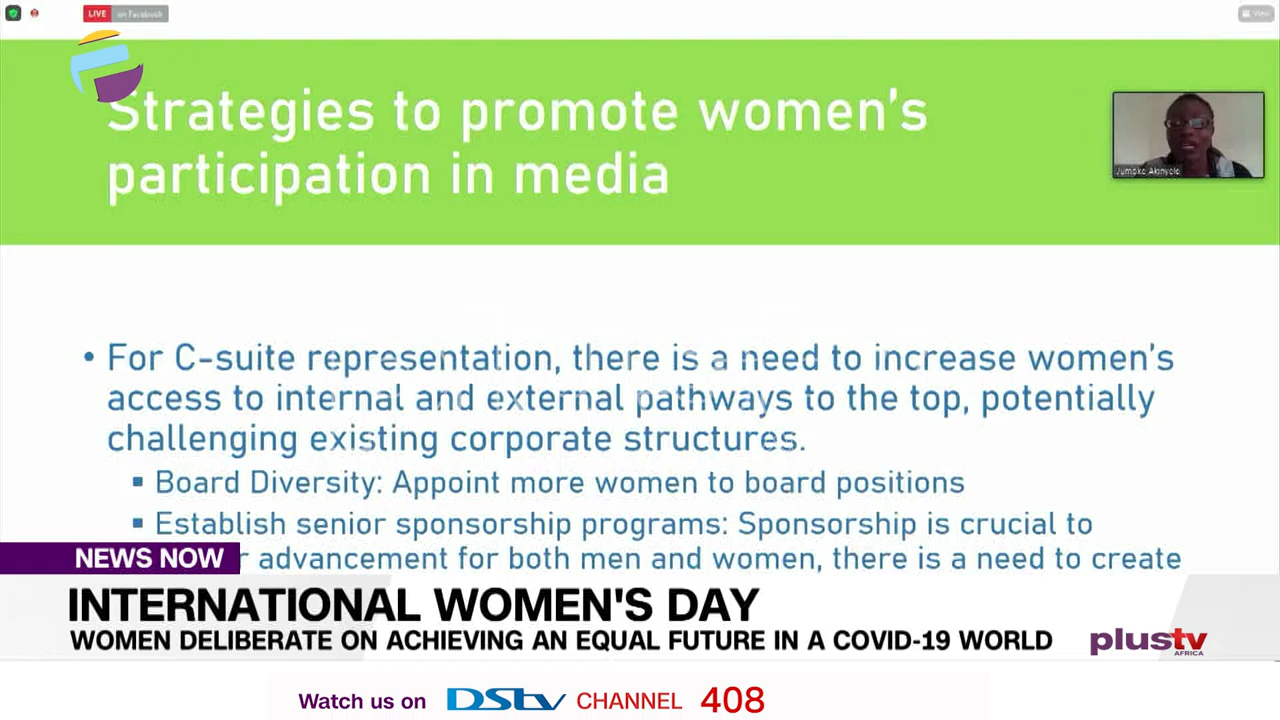 LIVE on Facebook
View
Strategies to promote women's
participation in media
Jumoke Akinyele
• For C-suite representation, there is a need to increase women's
access to internal and external pathways to the top, potentially
challenging existing corporate structures.
▪ Board Diversity: Appoint more women to board positions
▪ Establish senior sponsorship programs: Sponsorship is crucial to
r advancement for both men and women, there is a need to create
NEWS NOW
INTERNATIONAL WOMEN'S DAY
WOMEN DELIBERATE ON ACHIEVING AN EQUAL FUTURE IN A COVID-19 WORLD
plustv
AFRICA
Watch us on DStv CHANNEL 408